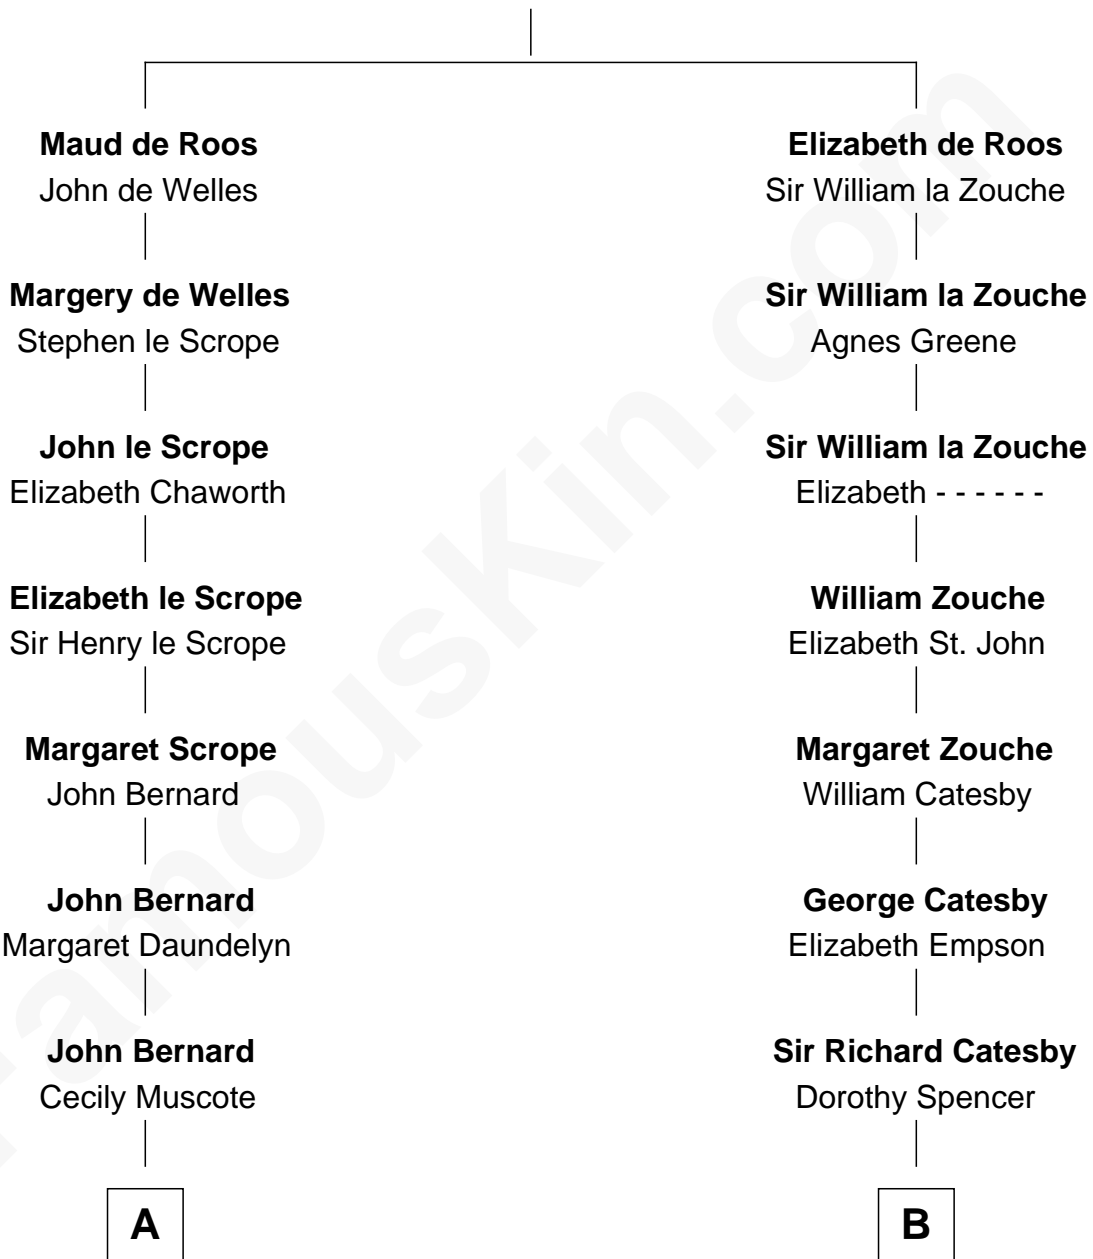 Maud de Roos
John de Welles
Elizabeth de Roos
Sir William la Zouche
Margery de Welles
Stephen le Scrope
Sir William la Zouche
Agnes Greene
John le Scrope
Elizabeth Chaworth
Sir William la Zouche
Elizabeth - - - - - -
Elizabeth le Scrope
Sir Henry le Scrope
William Zouche
Elizabeth St. John
Margaret Scrope
John Bernard
Margaret Zouche
William Catesby
John Bernard
Margaret Daundelyn
George Catesby
Elizabeth Empson
John Bernard
Cecily Muscote
Sir Richard Catesby
Dorothy Spencer
A
B
FamousKin.com